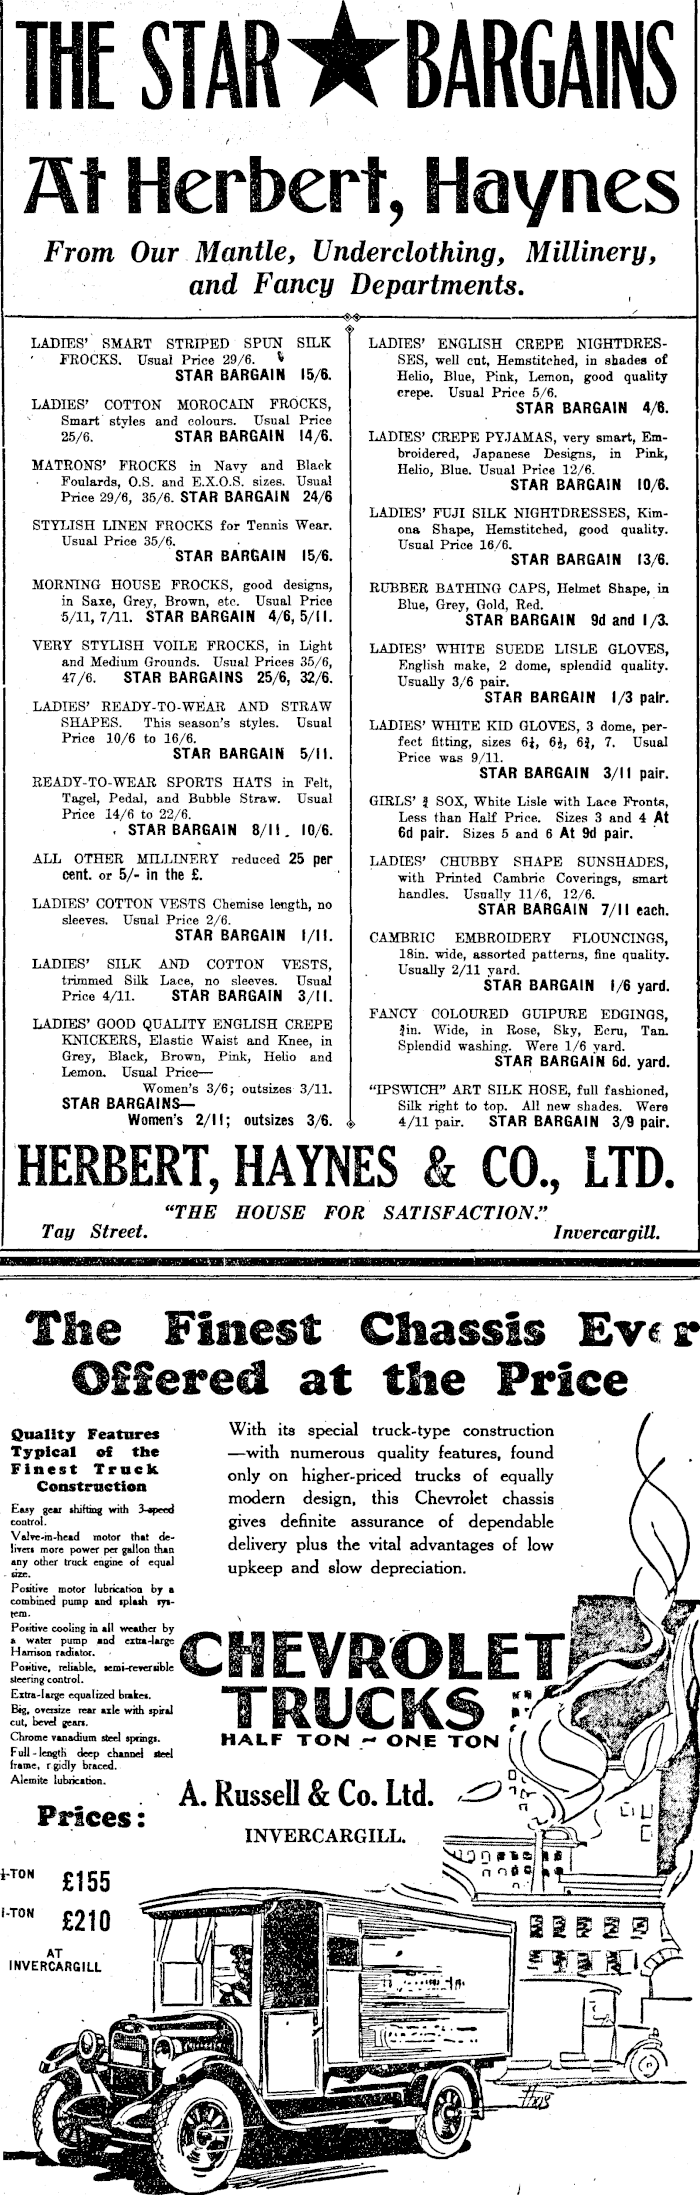 THE STAR BARGAINS
At Herbert, Haynes
From Our Mantle, Underclothing, Millinery,
and Fancy Departments.
LADIES' SMART STRIPED SPUN SILK
FROCKS. Usual Price 29/6.
STAR BARGAIN 15/6.
LADIES' COTTON MOROCAIN FROCKS,
Smart styles and colours. Usual Price
25/6. STAR BARGAIN 14/6.
MATRONS' FROCKS in Navy and Black
Foulards, O.S. and E.X.O.S. sizes. Usual
Price 29/6, 35/6. STAR BARGAIN 24/6
STYLISH LINEN FROCKS for Tennis Wear.
Usual Price 35/6.
STAR BARGAIN 15/6.
MORNING HOUSE FROCKS, good designs,
in Saxe, Grey, Brown, etc. Usual Price
5/11, 7/11. STAR BARGAIN 4/6, 5/11.
VERY STYLISH VOILE FROCKS, in Light
and Medium Grounds. Usual Prices 35/6,
47/6. STAR BARGAINS 25/6, 32/6.
LADIES' READY-TO-WEAR AND STRAW
SHAPES. This season's styles. Usual
Price 10/6 to 16/6.
STAR BARGAIN 5/11.
READY-TO-WEAR SPORTS HATS in Felt,
Tagel, Pedal, and Bubble Straw. Usual
Price 14/6 to 22/6.
STAR BARGAIN 8/11, 10/6.
ALL OTHER MILLINERY reduced 25 per
cent. or 5/- in the £.
LADIES' COTTON VESTS Chemise length, no
sleeves. Usual Price 2/6.
STAR BARGAIN 1/11.
LADIES' SILK AND COTTON VESTS,
trimmed Silk Lace, no sleeves. Usual
Price 4/11. STAR BARGAIN 3/11.
LADIES' GOOD QUALITY ENGLISH CREPE
KNICKERS, Elastic Waist and Knee, in
Grey, Black, Brown, Pink, Helio and
Lemon. Usual Price—
Women's 3/6; outsizes 3/11.
STAR BARGAINS—
Women's 2/11; outsizes 3/6.
LADIES' ENGLISH CREPE NIGHTDRES-
SES, well cut, Hemstitched, in shades of
Helio, Blue, Pink, Lemon, good quality
crepe. Usual Price 5/6.
STAR BARGAIN 4/6.
LADIES' CREPE PYJAMAS, very smart, Em-
broidered, Japanese Designs, in Pink,
Helio, Blue. Usual Price 12/6.
STAR BARGAIN 10/6.
LADIES' FUJI SILK NIGHTDRESSES, Kim-
ona Shape, Hemstitched, good quality.
Usual Price 16/6.
STAR BARGAIN 13/6.
RUBBER BATHING CAPS, Helmet Shape, in
Blue, Grey, Gold, Red.
STAR BARGAIN 9d and 1/3.
LADIES' WHITE SUEDE LISLE GLOVES,
English make, 2 dome, splendid quality.
Usually 3/6 pair.
STAR BARGAIN 1/3 pair.
LADIES' WHITE KID GLOVES, 3 dome, per-
fect fitting, sizes 6¼, 6½, 6¾, 7. Usual
Price was 9/11.
STAR BARGAIN 3/11 pair.
GIRLS' ¾ SOX, White Lisle with Lace Fronts,
Less than Half Price. Sizes 3 and 4 At
6d pair. Sizes 5 and 6 At 9d pair.
LADIES' CHUBBY SHAPE SUNSHADES,
with Printed Cambric Coverings, smart
handles. Usually 11/6, 12/6.
STAR BARGAIN 7/11 each.
CAMBRIC EMBROIDERY FLOUNCINGS,
18in. wide, assorted patterns, fine quality.
Usually 2/11 yard.
STAR BARGAIN 1/6 yard.
FANCY COLOURED GUIPURE EDGINGS,
¾in. Wide, in Rose, Sky, Ecru, Tan.
Splendid washing. Were 1/6 yard.
STAR BARGAIN 6d. yard.
"IPSWICH" ART SILK HOSE, full fashioned,
Silk right to top. All new shades. Were
4/11 pair. STAR BARGAIN 3/9 pair.
HERBERT, HAYNES & CO., LTD.
"THE HOUSE FOR SATISFACTION."
Tay Street. Invercargill.
The Finest Chassis Ever
Offered at the Price
Quality Features
Typical of the
Finest Truck
Construction
Easy gear shifting with 3-speed
control.
Valve-in-head motor that de-
livers more power per gallon than
any other truck engine of equal
size.
Positive motor lubrication by a
combined pump and splash sys-
tem.
Positive cooling in all weather by
a water pump and extra-large
Harrison radiator.
Positive, reliable, semi-reversible
steering control.
Extra-large equalized brakes.
Big, oversize rear axle with spiral
cut, bevel gears.
Chrome vanadium steel springs.
Full-length deep channel steel
frame, r gidly braced.
Alemite lubrication.
Prices:
½-TON £155
1-TON £210
AT
INVERCARGILL
With its special truck-type construction
—with numerous quality features, found
only on higher-priced trucks of equally
modern design, this Chevrolet chassis
gives definite assurance of dependable
delivery plus the vital advantages of low
upkeep and slow depreciation.
CHEVROLET
TRUCKS
HALF TON ~ ONE TON
A. Russell & Co. Ltd.
INVERCARGILL.